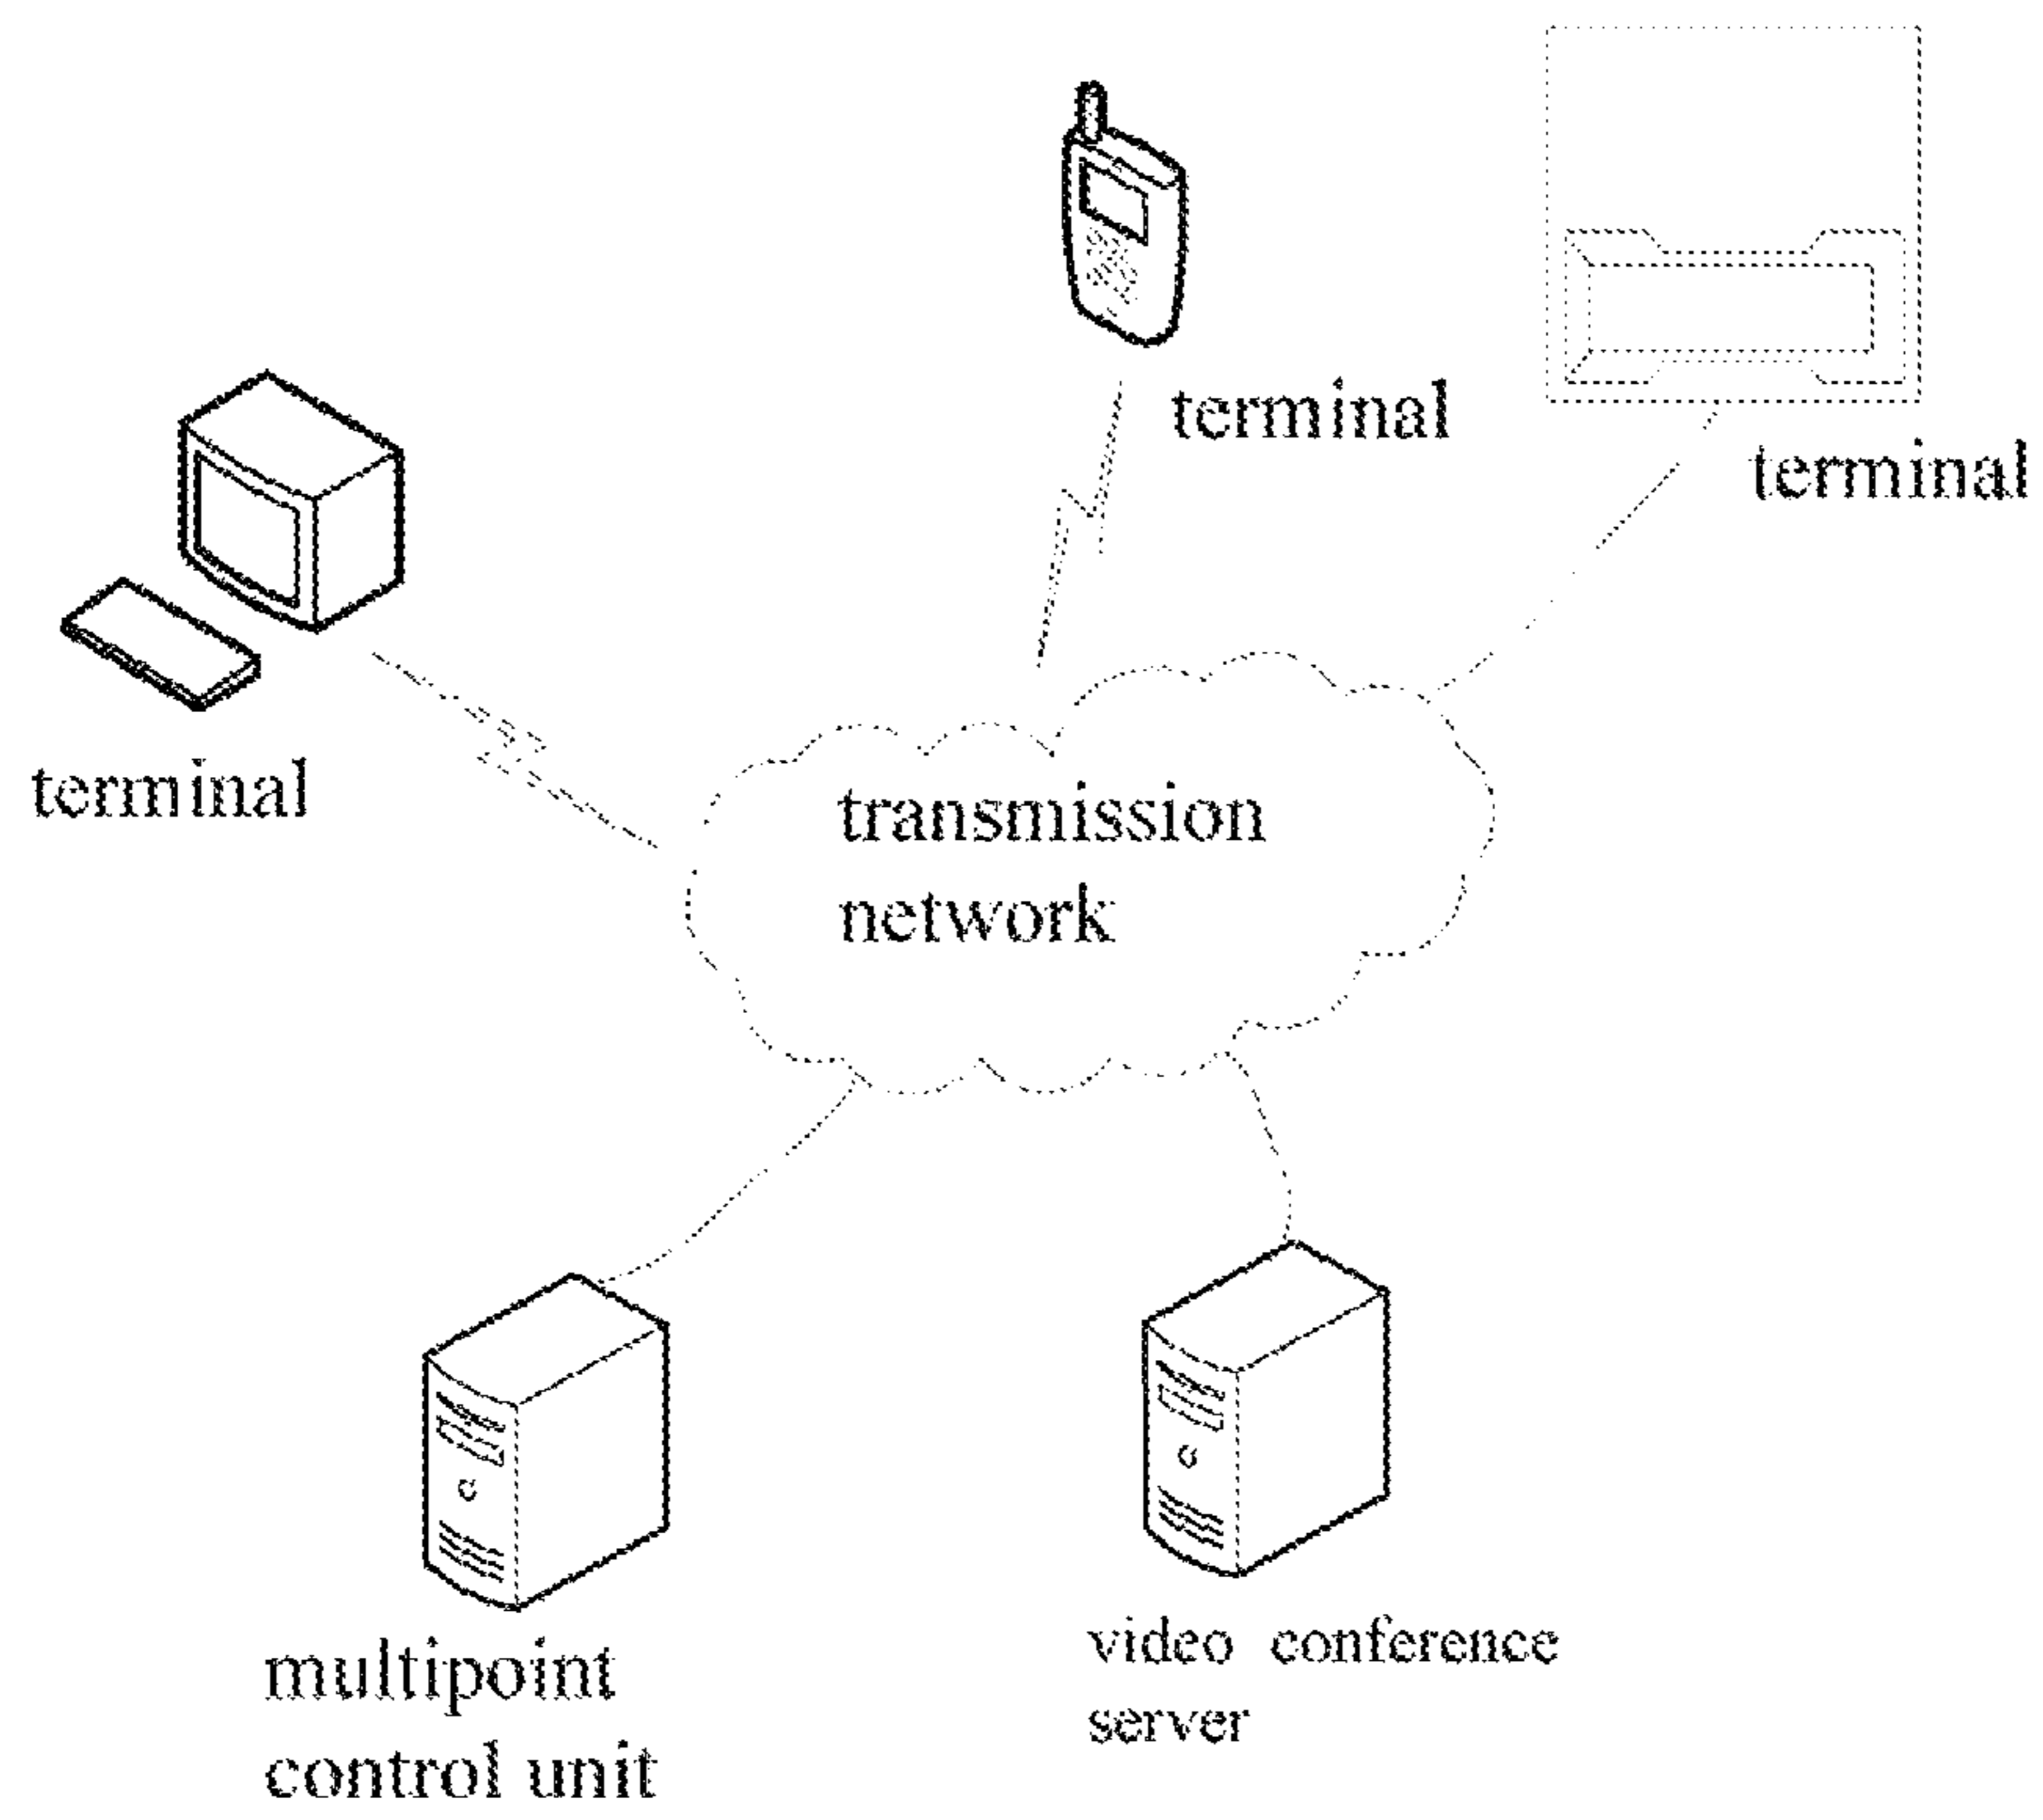 terminal
terminal
terminal
transmission
network
multipoint
control unit
video conference
server